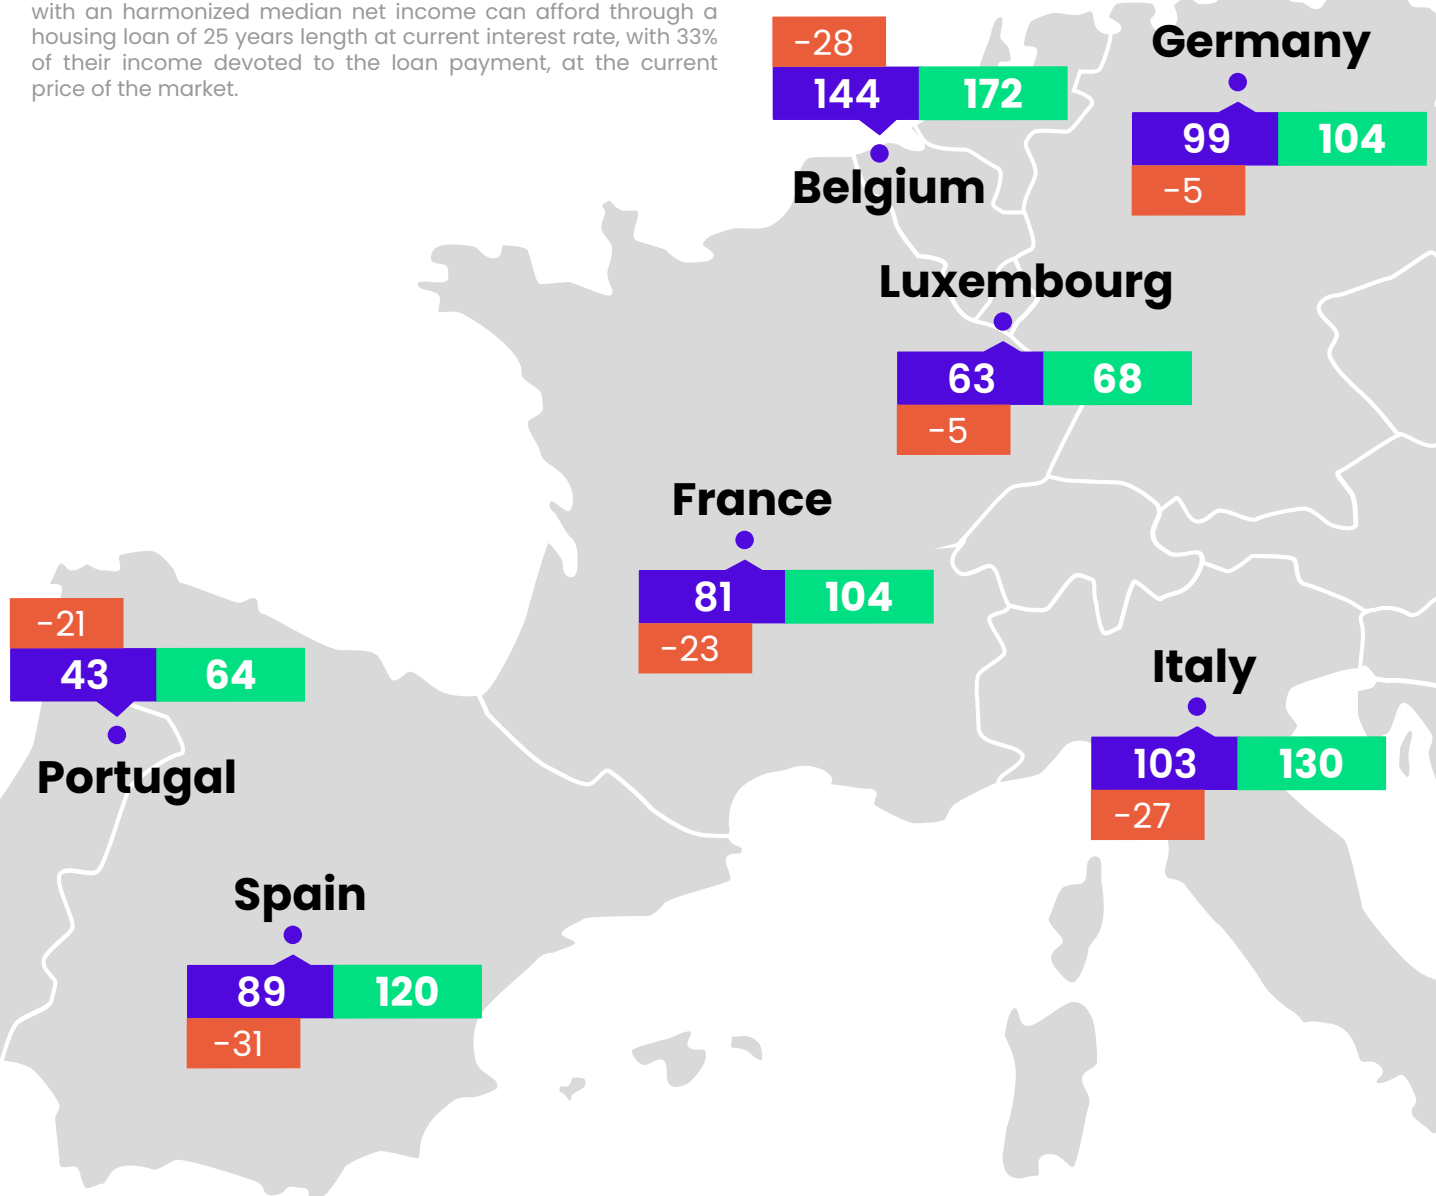 with an harmonized median net income can afford through a
housing loan of 25 years length at current interest rate, with 33%
of their income devoted to the loan payment, at the current
price of the market.
-28
144 172
Belgium
Germany
99 104
-5
Luxembourg
63 68
-5
France
81 104
-23
-21
43 64
Portugal
Italy
103 130
-27
Spain
89 120
-31